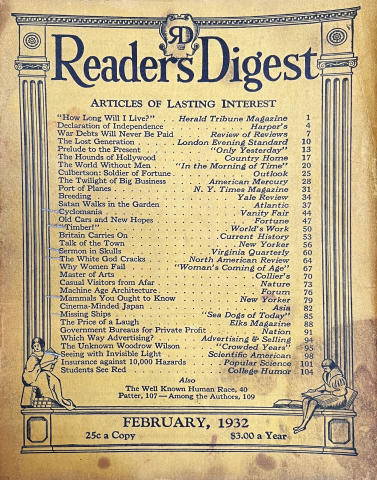 RD
Reader's Digest
ARTICLES OF LASTING INTEREST
"How Long Will I Live?" . . Herald Tribune Magazine 1
Declaration of Independence . . . . . Harper's 4
War Debts Will Never Be Paid . . Review of Reviews 7
The Lost Generation . . . London Evening Standard 10
Prelude to the Present . . . . "Only Yesterday" 13
The Hounds of Hollywood . . . . Country Home 17
The World Without Men . . "In the Morning of Time" 20
Culbertson: Soldier of Fortune . . . . . Outlook 25
The Twilight of Big Business . . . American Mercury 28
Port of Planes . . . . . N. Y. Times Magazine 31
Breeding . . . . . . . . Yale Review 34
Satan Walks in the Garden . . . . . Atlantic 37
Cyclomania . . . . . . . . Vanity Fair 44
Old Cars and New Hopes . . . . . . Fortune 47
"Timber!" . . . . . . . . World's Work 50
Britain Carries On . . . . . . Current History 53
Talk of the Town . . . . . . . New Yorker 56
Sermon in Skulls . . . . . . Virginia Quarterly 60
The White God Cracks . . . North American Review 64
Why Women Fail . . . . "Woman's Coming of Age" 67
Master of Arts . . . . . . . . Collier's 70
Casual Visitors from Afar . . . . . . Nature 73
Machine Age Architecture . . . . . . Forum 76
Mammals You Ought to Know . . . . New Yorker 79
Cinema-Minded Japan . . . . . . . Asia 82
Missing Ships . . . . . . "Sea Dogs of Today" 85
The Price of a Laugh . . . . . Elks Magazine 88
Government Bureaus for Private Profit . . . Nation 91
Which Way Advertising? . . . Advertising & Selling 94
The Unknown Woodrow Wilson . . "Crowded Years" 95
Seeing with Invisible Light . . . Scientific American 98
Insurance against 10,000 Hazards . Popular Science 101
Students See Red . . . . . . College Humor 104
Also
The Well Known Human Race, 40
Patter, 107—Among the Authors, 109
FEBRUARY, 1932
25c a Copy $3.00 a Year